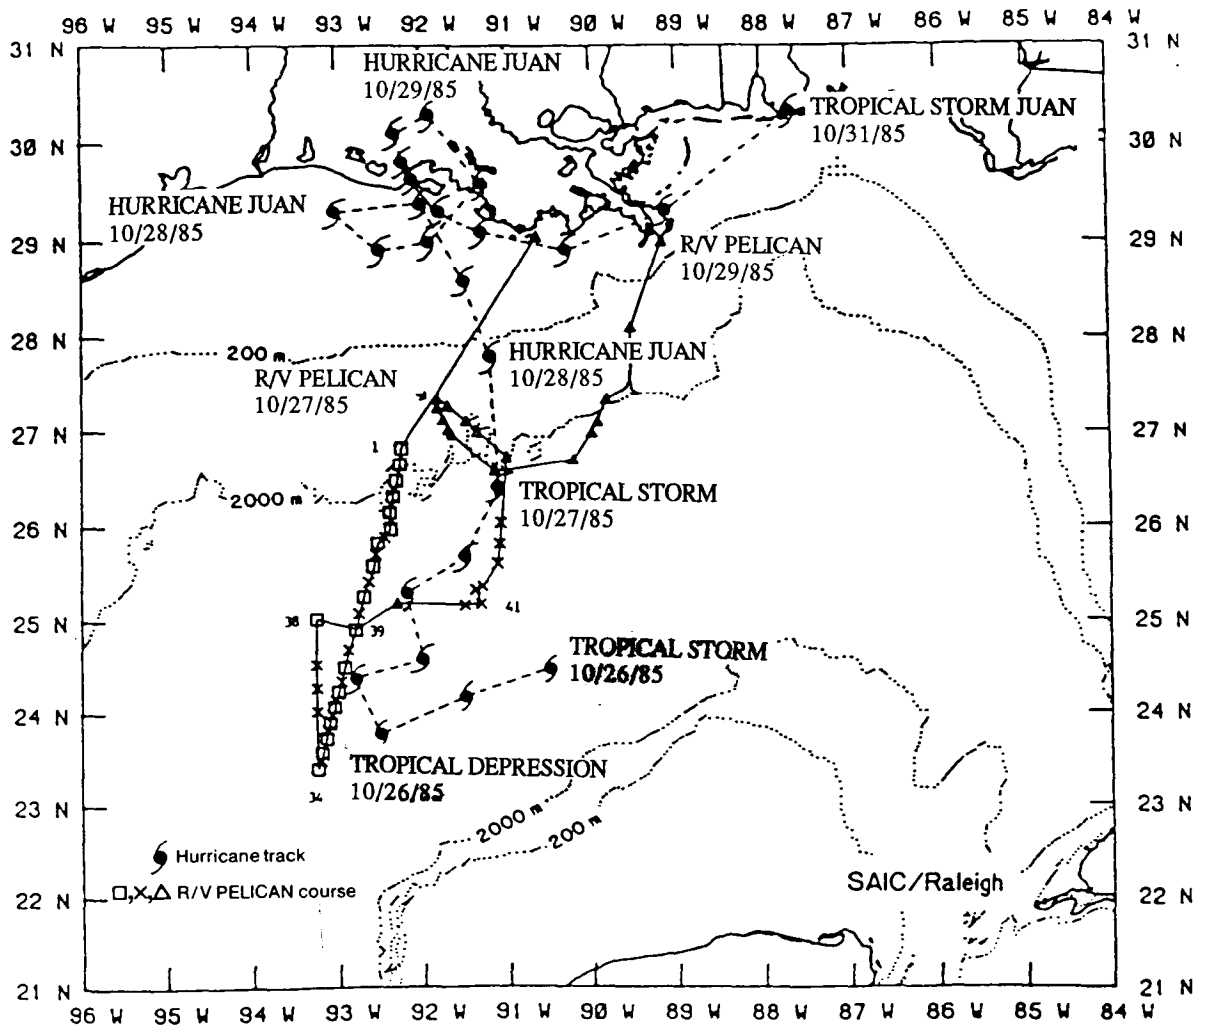 96 W 95 W 94 W 93 W 92 W 91 W 90 W 89 W 88 W 87 W 86 W 85 W 84 W
31 N 31 N
HURRICANE JUAN
10/29/85
TROPICAL STORM JUAN
10/31/85
30 N 30 N
HURRICANE JUAN
10/28/85
29 N 29 N
R/V PELICAN
10/29/85
28 N 28 N
200 m
HURRICANE JUAN
10/28/85
R/V PELICAN
10/27/85
27 N 27 N
1
2000 m
TROPICAL STORM
10/27/85
26 N 26 N
25 N 25 N
38 39 41
TROPICAL STORM
10/26/85
24 N 24 N
TROPICAL DEPRESSION
10/26/85
34
23 N 23 N
2000 m
200 m
Hurricane track
SAIC/Raleigh
□,×,△ R/V PELICAN course
22 N 22 N
21 N 21 N
96 W 95 W 94 W 93 W 92 W 91 W 90 W 89 W 88 W 87 W 86 W 85 W 84 W